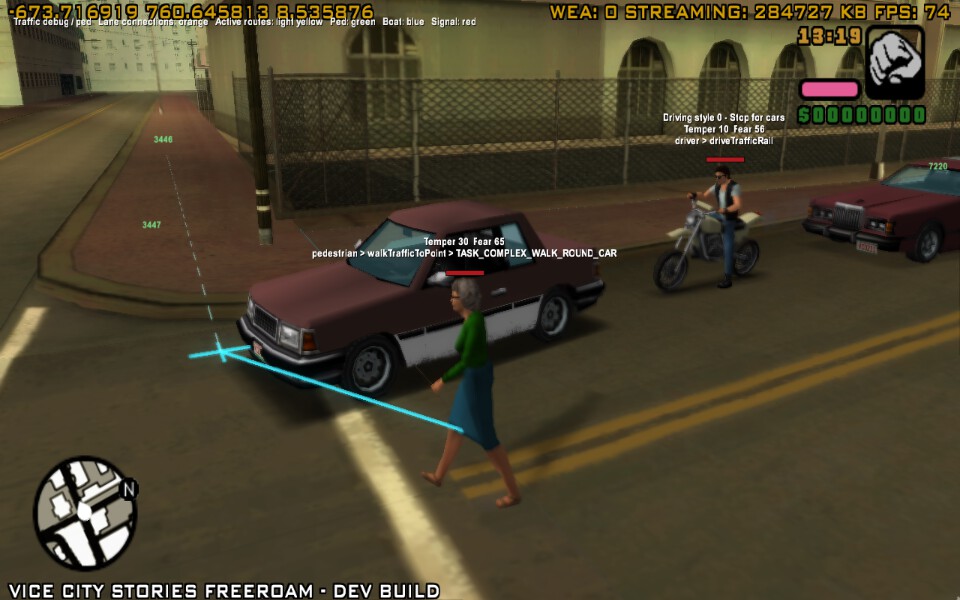 -673.716919 760.645813 8.535876
WEA: 0 STREAMING: 284727 KB FPS: 74
Traffic debug / ped Lane connections: orange Active routes: light yellow Ped: green Boat: blue Signal: red
13:19
$00000000
Driving style 0 - Stop for cars
Temper 10 Fear 56
driver > driveTrafficRail
3446
7220
3447
Temper 30 Fear 65
pedestrian > walkTrafficToPoint > TASK_COMPLEX_WALK_ROUND_CAR
N
VICE CITY STORIES FREEROAM - DEV BUILD